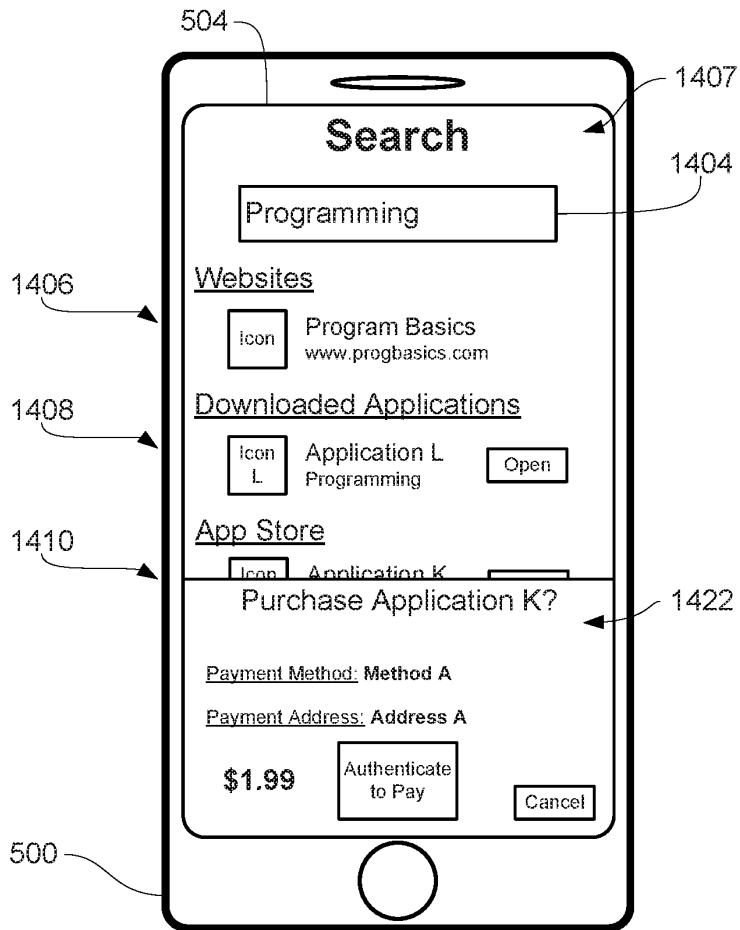 504
1407
Search
1404
Programming
Websites
1406
Icon
Program Basics
www.progbasics.com
Downloaded Applications
1408
Icon
L
Application L
Programming
Open
App Store
1410
Icon
Application K
Purchase Application K?
1422
Payment Method: Method A
Payment Address: Address A
$1.99
Authenticate
to Pay
Cancel
500